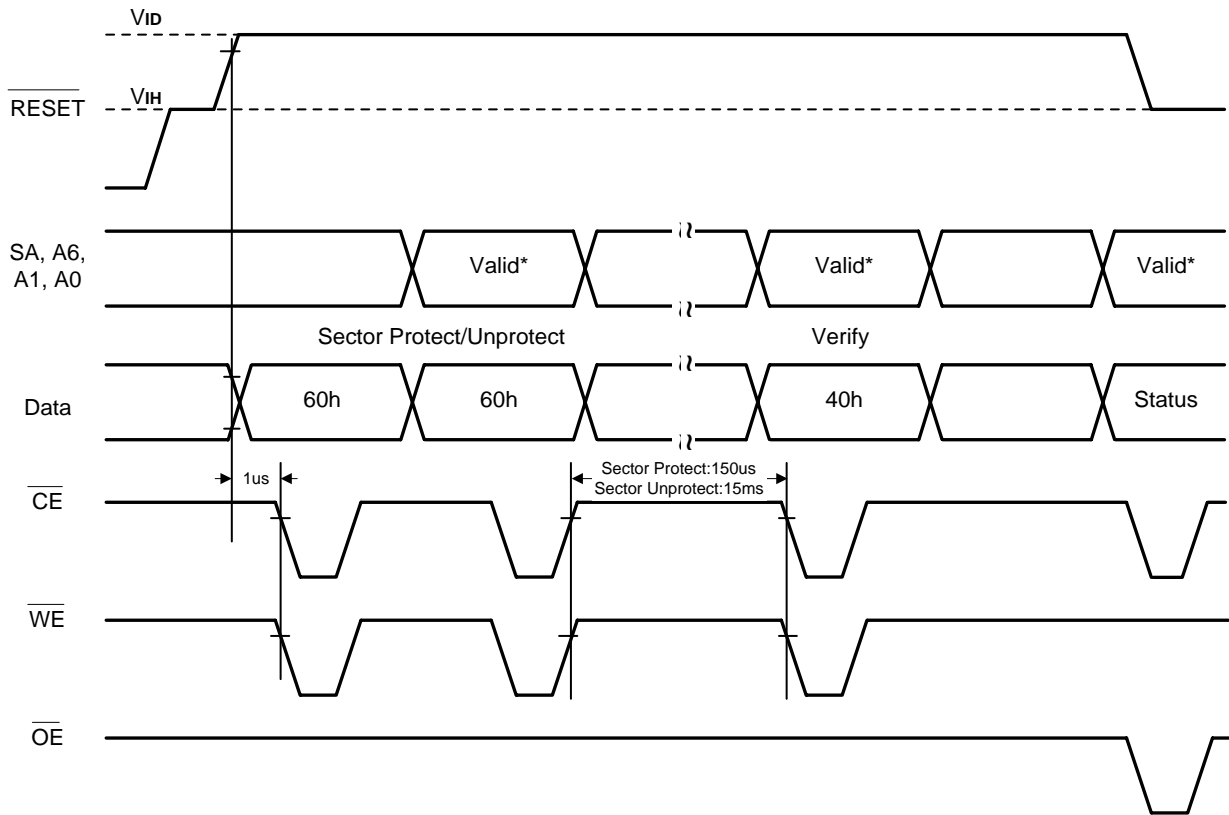 VID
RESET
VIH
SA, A6,
A1, A0
Valid*
Valid*
Valid*
Sector Protect/Unprotect
Verify
Data
60h
60h
40h
Status
1us
Sector Protect:150us
Sector Unprotect:15ms
CE
WE
OE